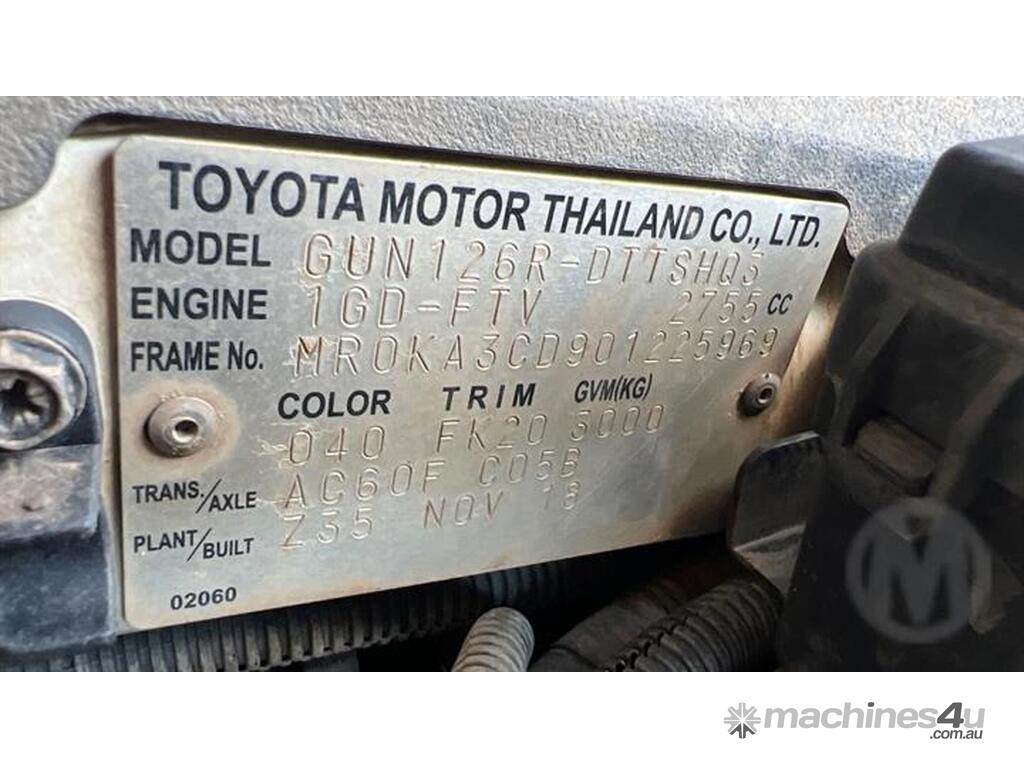 TOYOTA MOTOR THAILAND CO., LTD.
MODEL GUN126R-DTTSHQ3
ENGINE 1GD-FTV 2755 CC
FRAME No. MR0KA3CD901225969
COLOR TRIM GVM(KG)
040 FK20 3000
TRANS./AXLE AC60F C05B
PLANT/BUILT Z35 NOV 18
02060
M
machines4u
.com.au